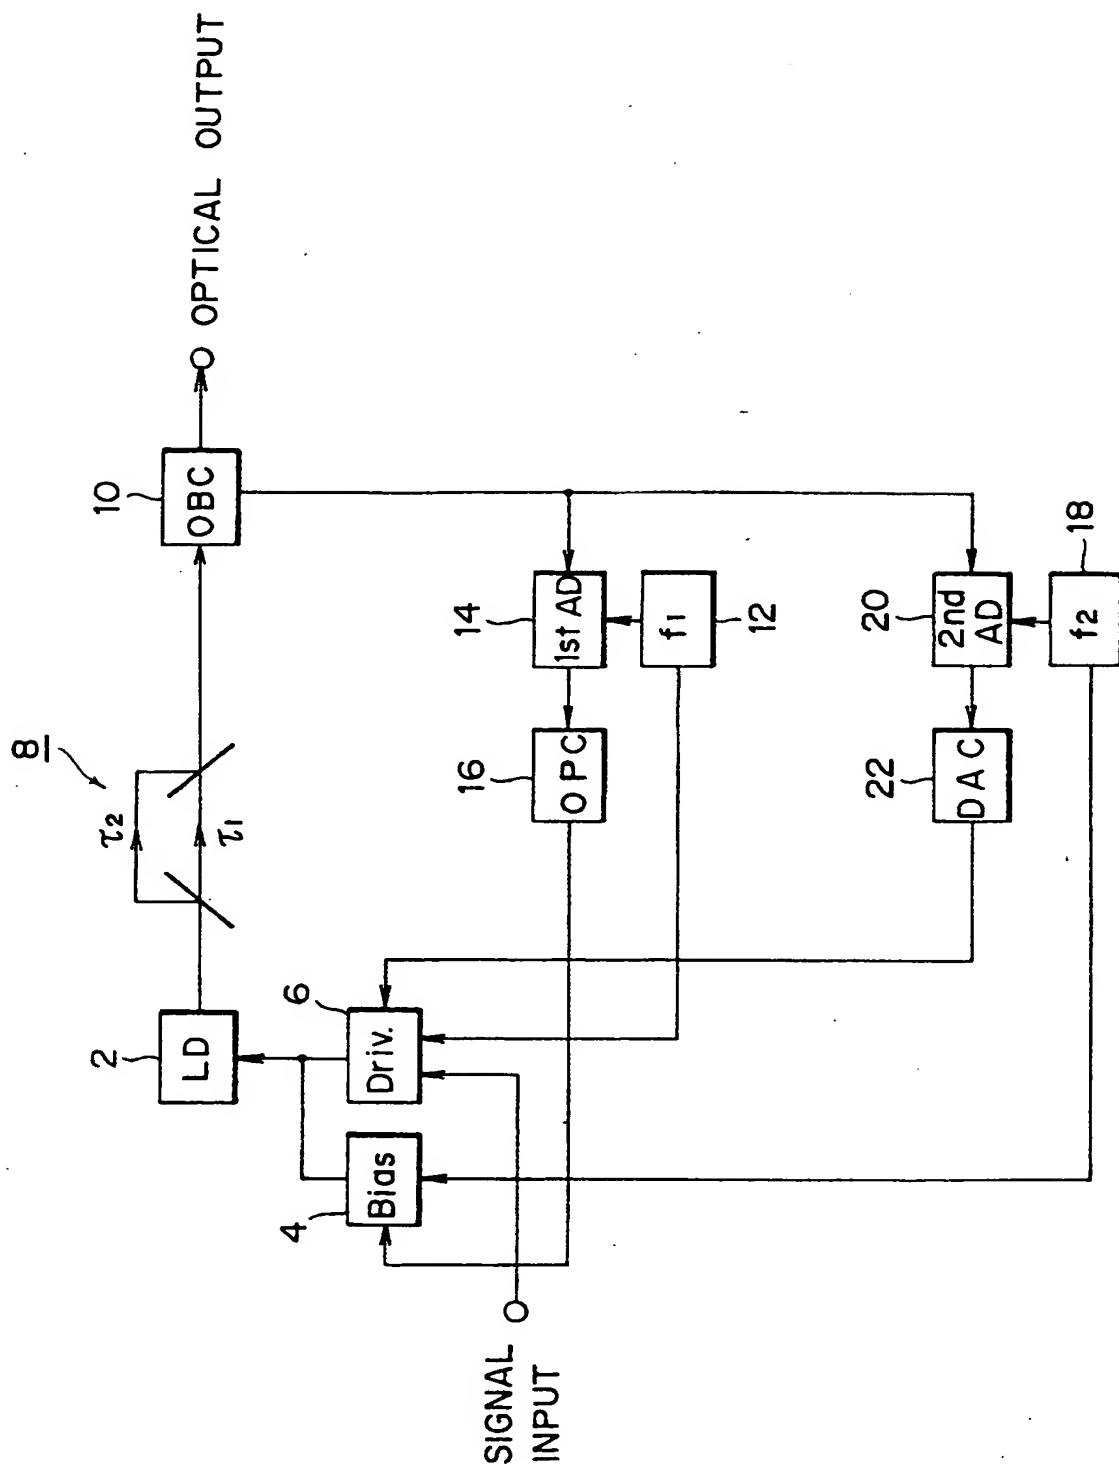 8
τ2
τ1
2
LD
10
OBC
OPTICAL OUTPUT
4
Bias
6
Driv.
16
OPC
14
1st AD
f1
12
SIGNAL
INPUT
22
DAC
20
2nd
AD
f2
18